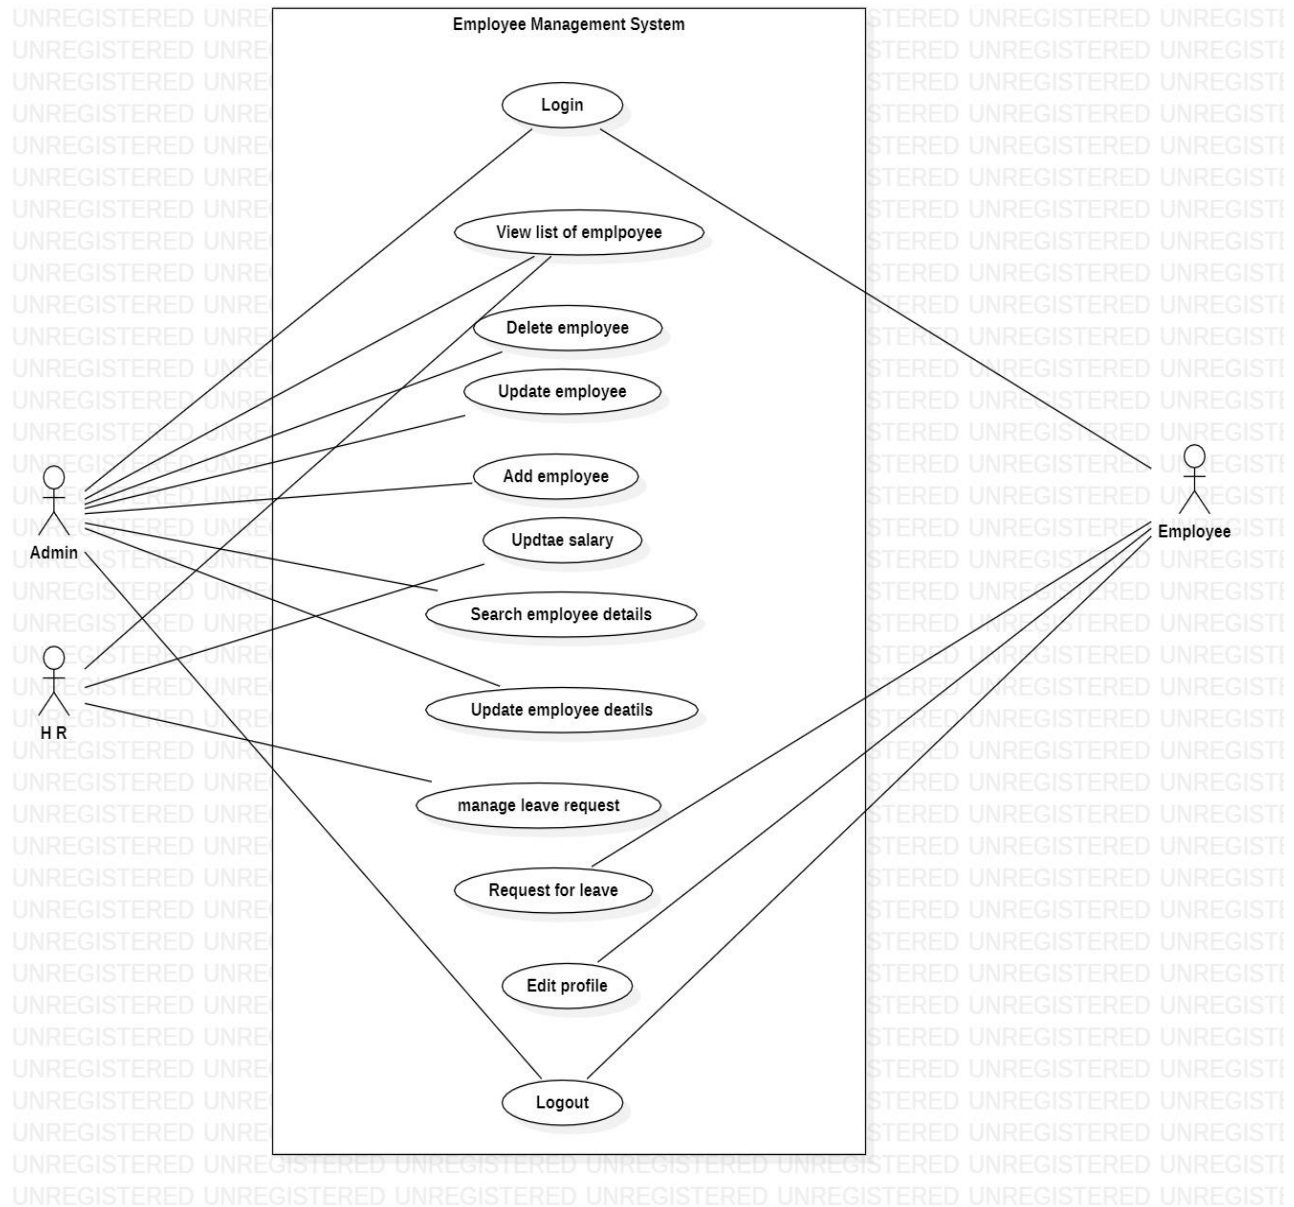 Employee Management System
Login
View list of emplpoyee
Delete employee
Update employee
Add employee
Updtae salary
Search employee details
Update employee deatils
manage leave request
Request for leave
Edit profile
Logout
Admin
H R
Employee
UNREGISTERED